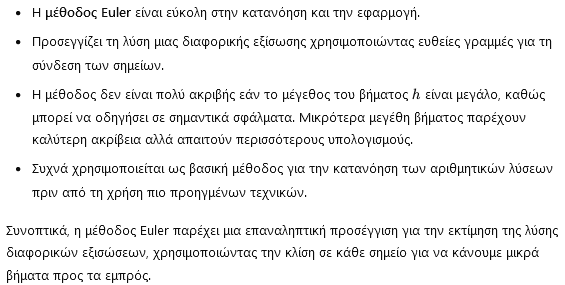 • Η μέθοδος Euler είναι εύκολη στην κατανόηση και την εφαρμογή.
• Προσεγγίζει τη λύση μιας διαφορικής εξίσωσης χρησιμοποιώντας ευθείες γραμμές για τη
σύνδεση των σημείων.
• Η μέθοδος δεν είναι πολύ ακριβής εάν το μέγεθος του βήματος h είναι μεγάλο, καθώς
μπορεί να οδηγήσει σε σημαντικά σφάλματα. Μικρότερα μεγέθη βήματος παρέχουν
καλύτερη ακρίβεια αλλά απαιτούν περισσότερους υπολογισμούς.
• Συχνά χρησιμοποιείται ως βασική μέθοδος για την κατανόηση των αριθμητικών λύσεων
πριν από τη χρήση πιο προηγμένων τεχνικών.
Συνοπτικά, η μέθοδος Euler παρέχει μια επαναληπτική προσέγγιση για την εκτίμηση της λύσης
διαφορικών εξισώσεων, χρησιμοποιώντας την κλίση σε κάθε σημείο για να κάνουμε μικρά
βήματα προς τα εμπρός.